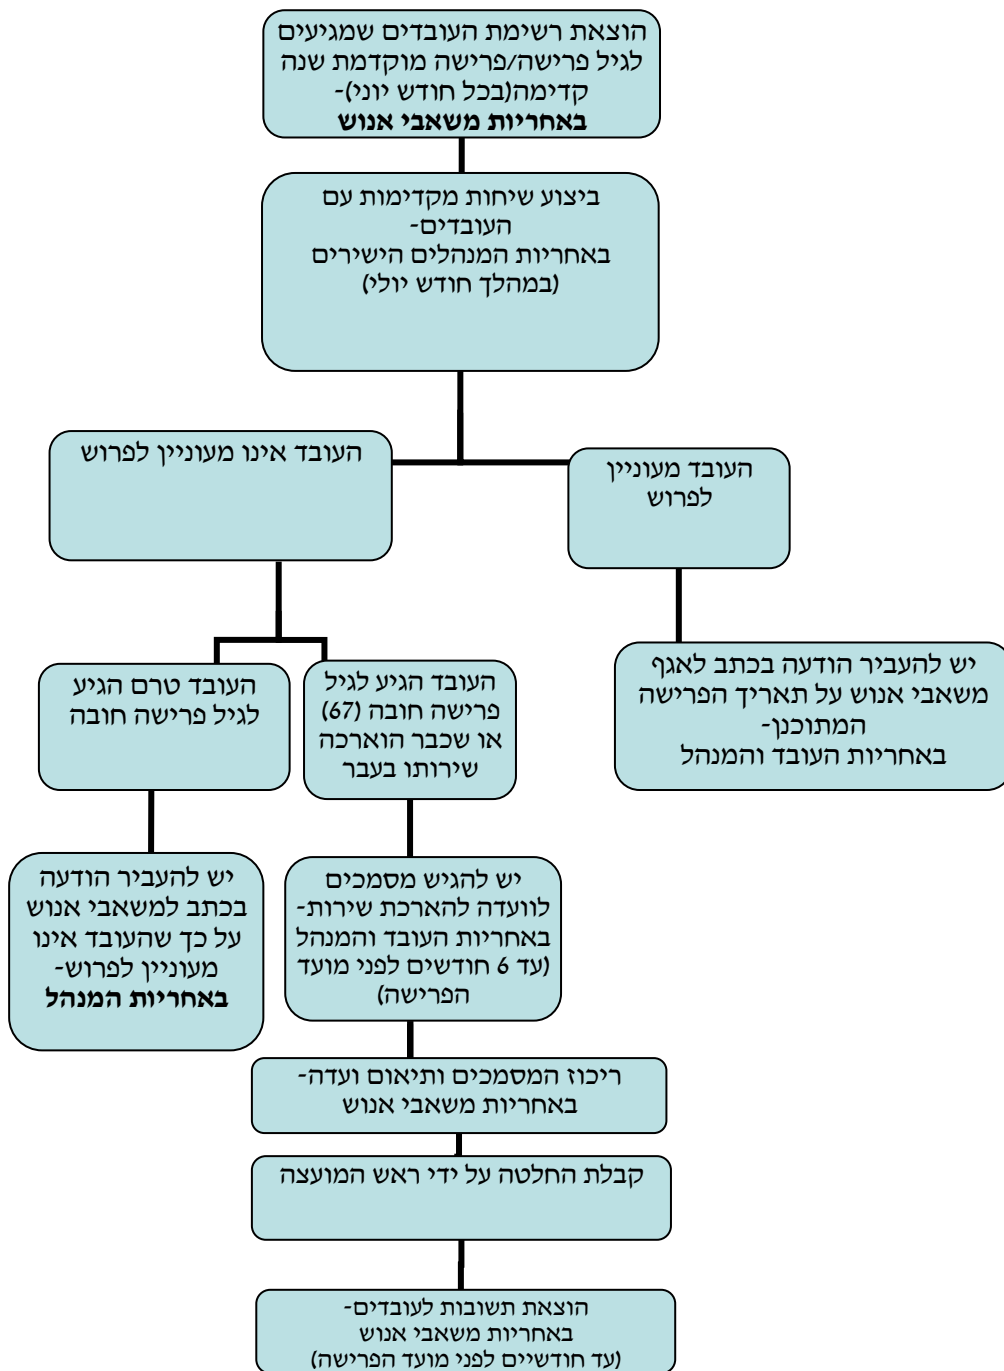 הוצאת רשימת העובדים שמגיעים
לגיל פרישה/פרישה מוקדמת שנה
קדימה(בכל חודש יוני)-
באחריות משאבי אנוש
ביצוע שיחות מקדימות עם
העובדים-
באחריות המנהלים הישירים
(במהלך חודש יולי)
העובד מעוניין
לפרוש
העובד אינו מעוניין לפרוש
יש להעביר הודעה בכתב לאגף
משאבי אנוש על תאריך הפרישה
המתוכנן-
באחריות העובד והמנהל
העובד הגיע לגיל
פרישה חובה (67)
או שכבר הוארכה
שירותו בעבר
העובד טרם הגיע
לגיל פרישה חובה
יש להגיש מסמכים
לוועדה להארכת שירות-
באחריות העובד והמנהל
(עד 6 חודשים לפני מועד
הפרישה)
יש להעביר הודעה
בכתב למשאבי אנוש
על כך שהעובד אינו
מעוניין לפרוש-
באחריות המנהל
ריכוז המסמכים ותיאום ועדה-
באחריות משאבי אנוש
קבלת החלטה על ידי ראש המועצה
הוצאת תשובות לעובדים-
באחריות משאבי אנוש
(עד חודשיים לפני מועד הפרישה)